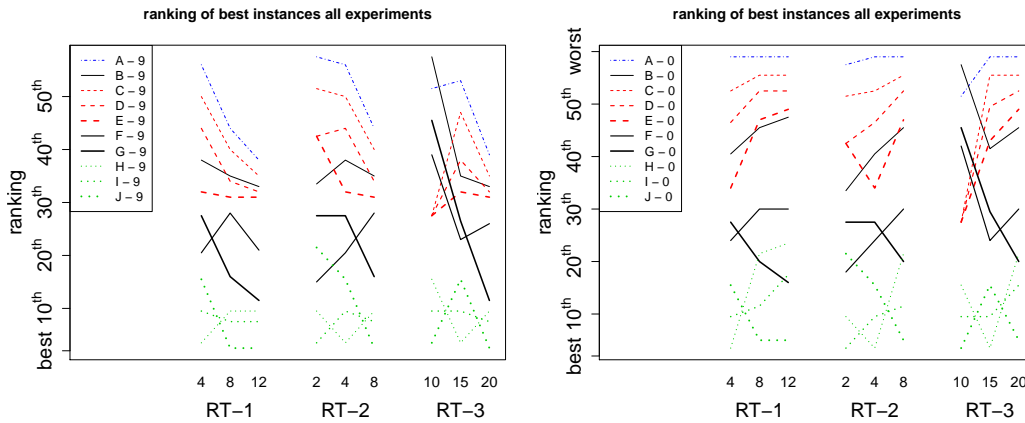 ranking of best instances all experiments
ranking
best 10th 20th 30th 40th 50th
A – 9
B – 9
C – 9
D – 9
E – 9
F – 9
G – 9
H – 9
I – 9
J – 9
4 8 12 2 4 8 10 15 20
RT–1 RT–2 RT–3
ranking of best instances all experiments
ranking
best 10th 20th 30th 40th 50th worst
A – 0
B – 0
C – 0
D – 0
E – 0
F – 0
G – 0
H – 0
I – 0
J – 0
4 8 12 2 4 8 10 15 20
RT–1 RT–2 RT–3